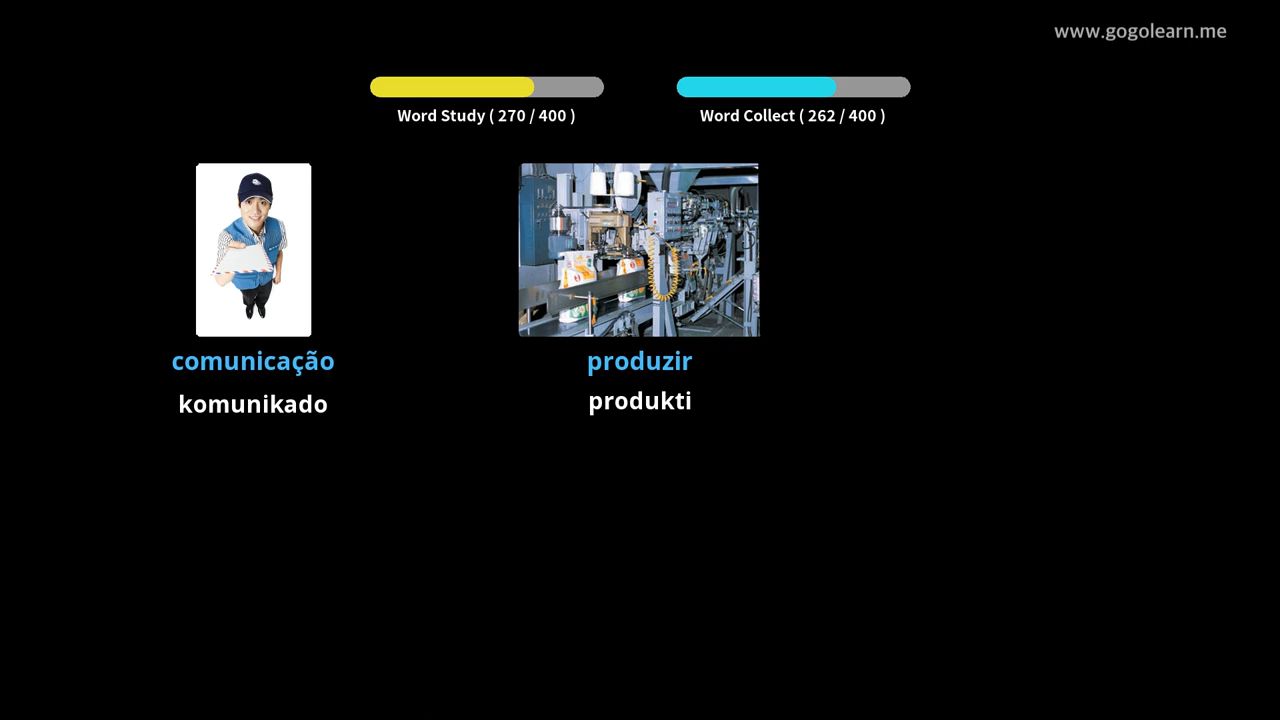 www.gogolearn.me
Word Study ( 270 / 400 )
Word Collect ( 262 / 400 )
comunicação
produzir
komunikado
produkti